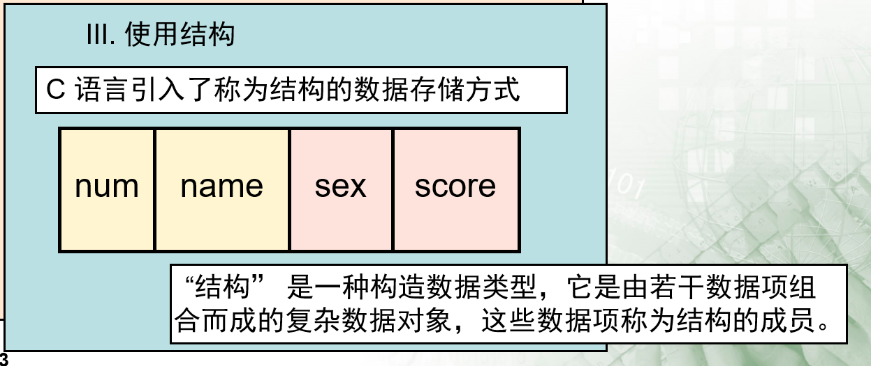 III. 使用结构
C 语言引入了称为结构的数据存储方式
num name sex score
101
“结构” 是一种构造数据类型，它是由若干数据项组
合而成的复杂数据对象，这些数据项称为结构的成员。
3